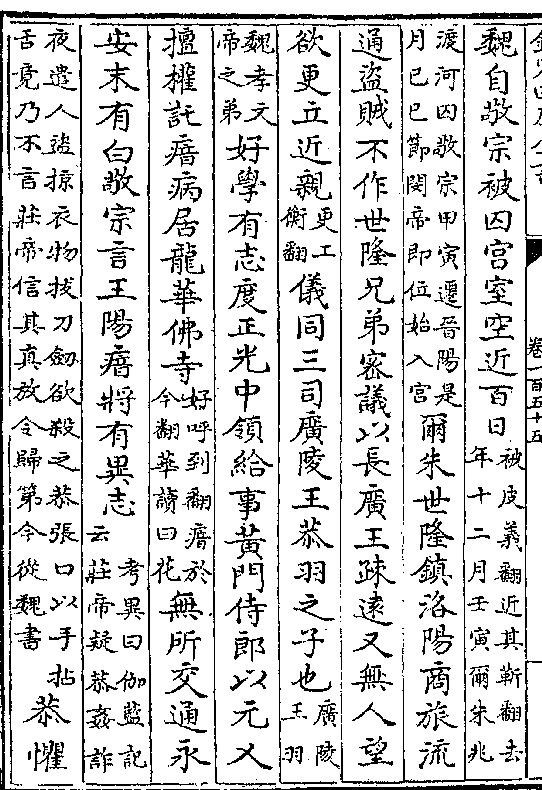 卷一百五十五
魏自敬宗被囚宮室空近百日被皮義翻近其靳翻去年十二月壬寅爾朱兆
渡河囚敬宗甲寅遷晉陽是月己巳節閔帝即位始入宮爾朱世隆鎮洛陽商旅流
通盜賊不作世隆兄弟密議以長廣王疎遠又無人望
欲更立近親更工衡翻儀同三司廣陵王恭羽之子也廣陵王羽
魏孝文帝之弟好學有志度正光中領給事黄門侍郎以元乂
擅權託瘖病居龍華佛寺好呼到翻瘖於今翻華讀曰花無所交通永
安末有白敬宗言王陽瘖將有異志考異曰伽藍記云莊帝疑恭姦詐
夜遣人盜掠衣物拔刀劒欲殺之恭張口以手拈舌竟乃不言莊帝信其真放令歸第今從魏書恭懼